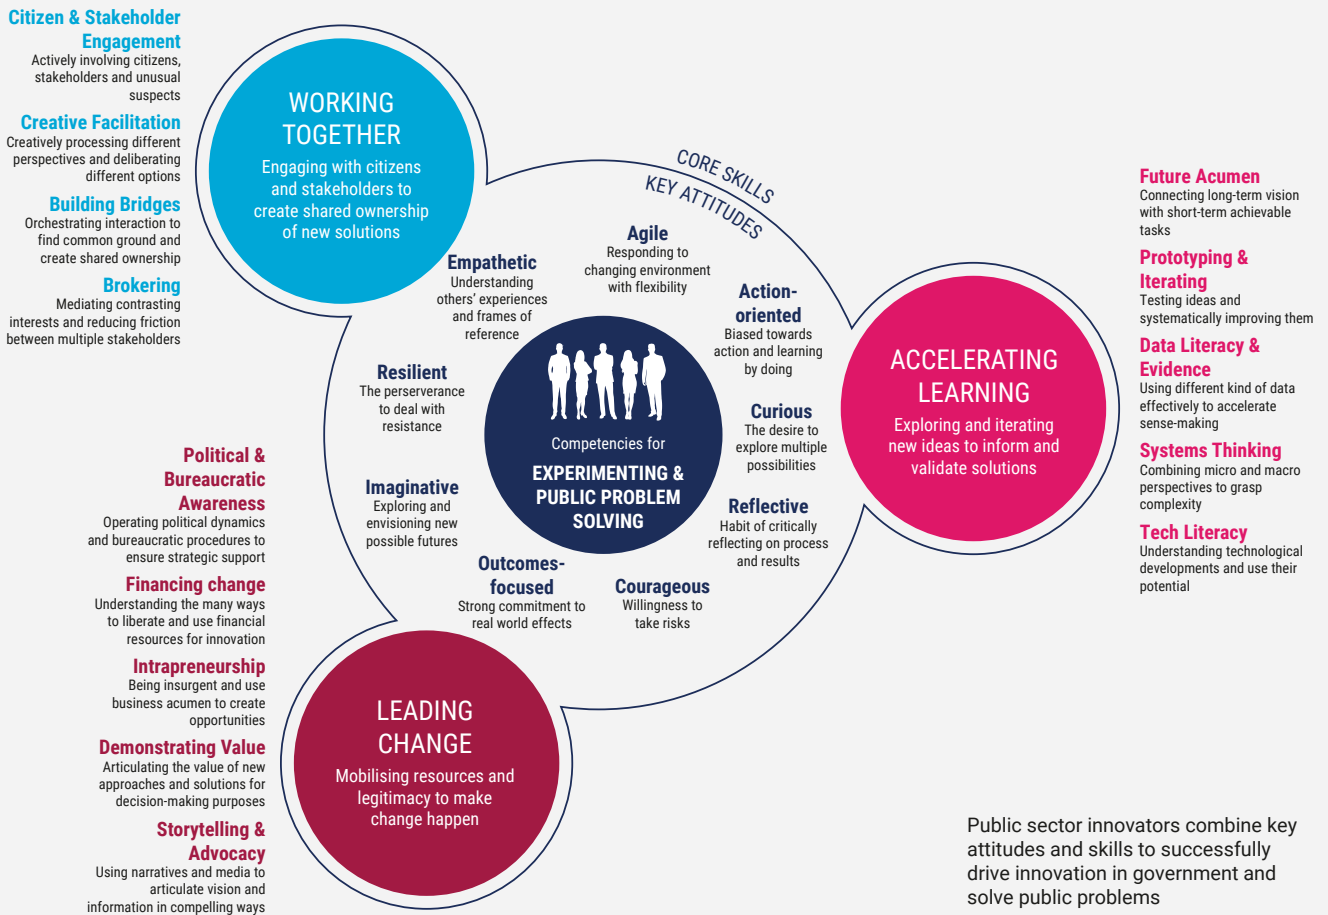 Citizen & Stakeholder
Engagement
Actively involving citizens,
stakeholders and unusual
suspects
Creative Facilitation
Creatively processing different
perspectives and deliberating
different options
Building Bridges
Orchestrating interaction to
find common ground and
create shared ownership
Brokering
Mediating contrasting
interests and reducing friction
between multiple stakeholders
WORKING
TOGETHER
Engaging with citizens
and stakeholders to
create shared ownership
of new solutions
CORE SKILLS
KEY ATTITUDES
Empathetic
Understanding
others' experiences
and frames of
reference
Agile
Responding to
changing environment
with flexibility
Action-
oriented
Biased towards
action and learning
by doing
Resilient
The perserverance
to deal with
resistance
Curious
The desire to
explore multiple
possibilities
Imaginative
Exploring and
envisioning new
possible futures
Reflective
Habit of critically
reflecting on process
and results
Outcomes-
focused
Strong commitment to
real world effects
Courageous
Willingness to
take risks
Competencies for
EXPERIMENTING &
PUBLIC PROBLEM
SOLVING
ACCELERATING
LEARNING
Exploring and iterating
new ideas to inform and
validate solutions
Future Acumen
Connecting long-term vision
with short-term achievable
tasks
Prototyping &
Iterating
Testing ideas and
systematically improving them
Data Literacy &
Evidence
Using different kind of data
effectively to accelerate
sense-making
Systems Thinking
Combining micro and macro
perspectives to grasp
complexity
Tech Literacy
Understanding technological
developments and use their
potential
Political &
Bureaucratic
Awareness
Operating political dynamics
and bureaucratic procedures to
ensure strategic support
Financing change
Understanding the many ways
to liberate and use financial
resources for innovation
Intrapreneurship
Being insurgent and use
business acumen to create
opportunities
Demonstrating Value
Articulating the value of new
approaches and solutions for
decision-making purposes
Storytelling &
Advocacy
Using narratives and media to
articulate vision and
information in compelling ways
LEADING
CHANGE
Mobilising resources and
legitimacy to make
change happen
Public sector innovators combine key
attitudes and skills to successfully
drive innovation in government and
solve public problems